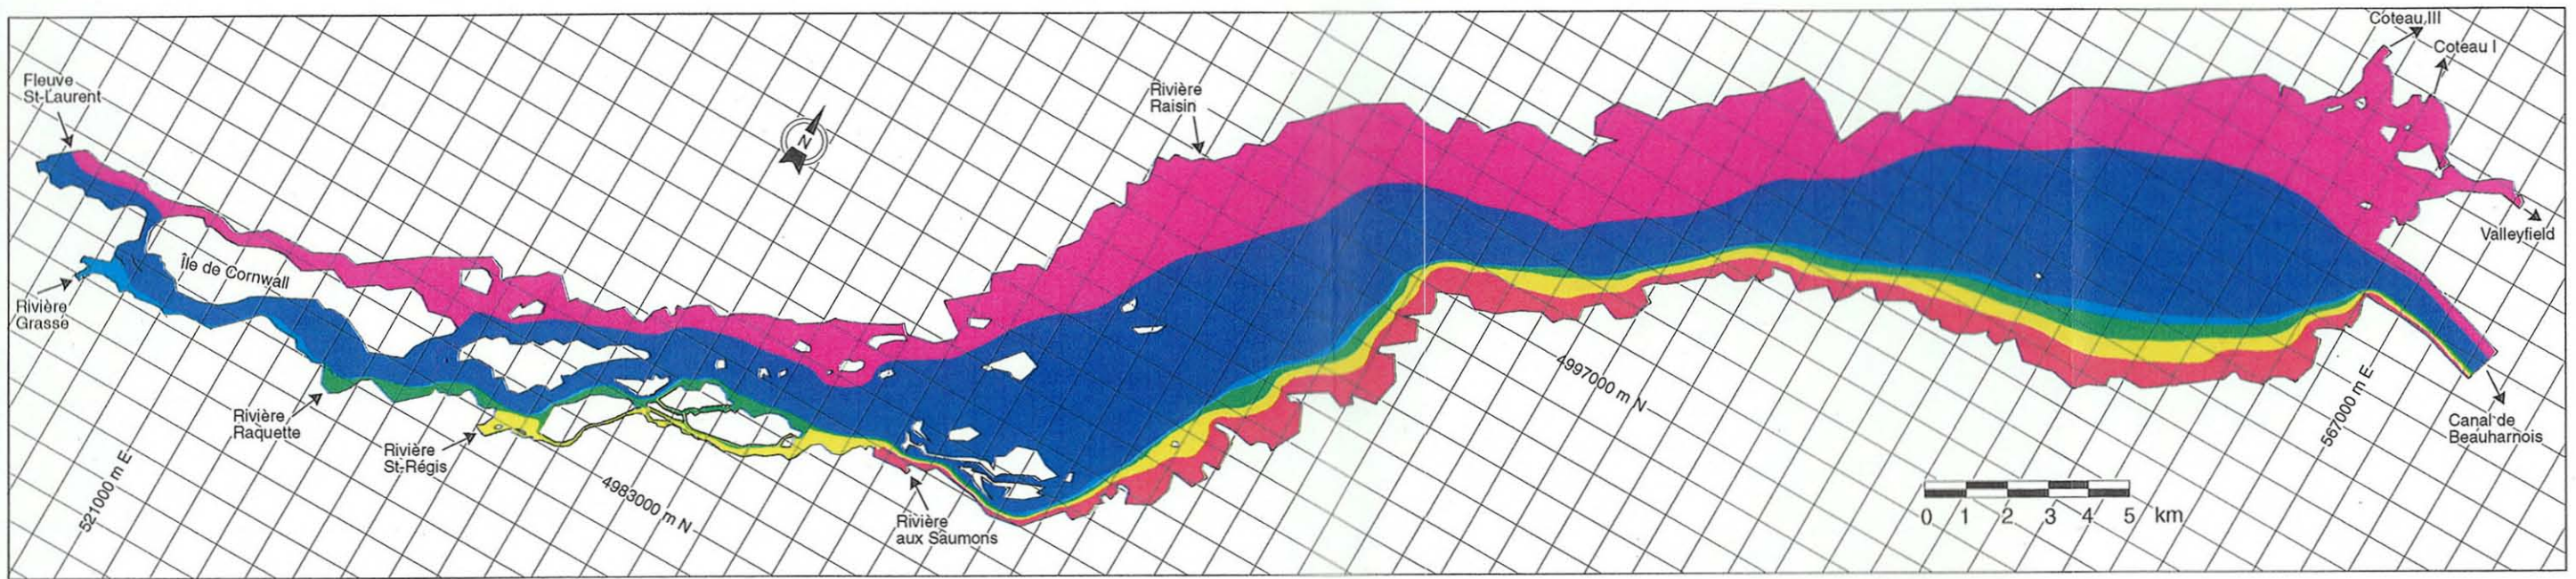 Coteau III
Coteau I
Fleuve
St-Laurent
Rivière
Raisin
N
Valleyfield
Île de Cornwall
Rivière
Grasse
4997000 m N
567000 m E
Rivière
Raquette
Rivière
St-Régis
Canal de
Beauharnois
521000 m E
4983000 m N
Rivière
aux Saumons
0 1 2 3 4 5 km